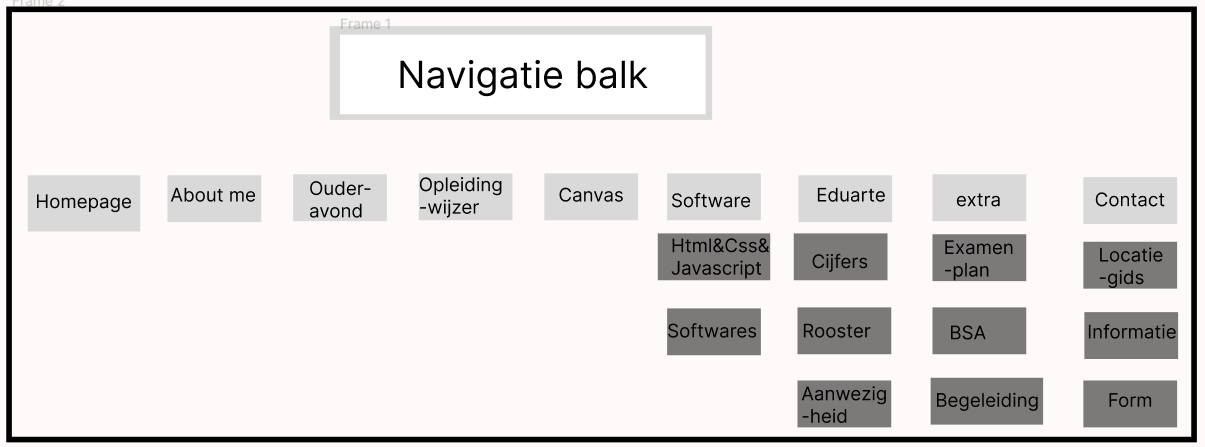 Frame 2
Frame 1
Navigatie balk
Homepage
About me
Ouder-
avond
Opleiding
-wijzer
Canvas
Software
Eduarte
extra
Contact
Html&Css&
Javascript
Cijfers
Examen
-plan
Locatie
-gids
Softwares
Rooster
BSA
Informatie
Aanwezig
-heid
Begeleiding
Form